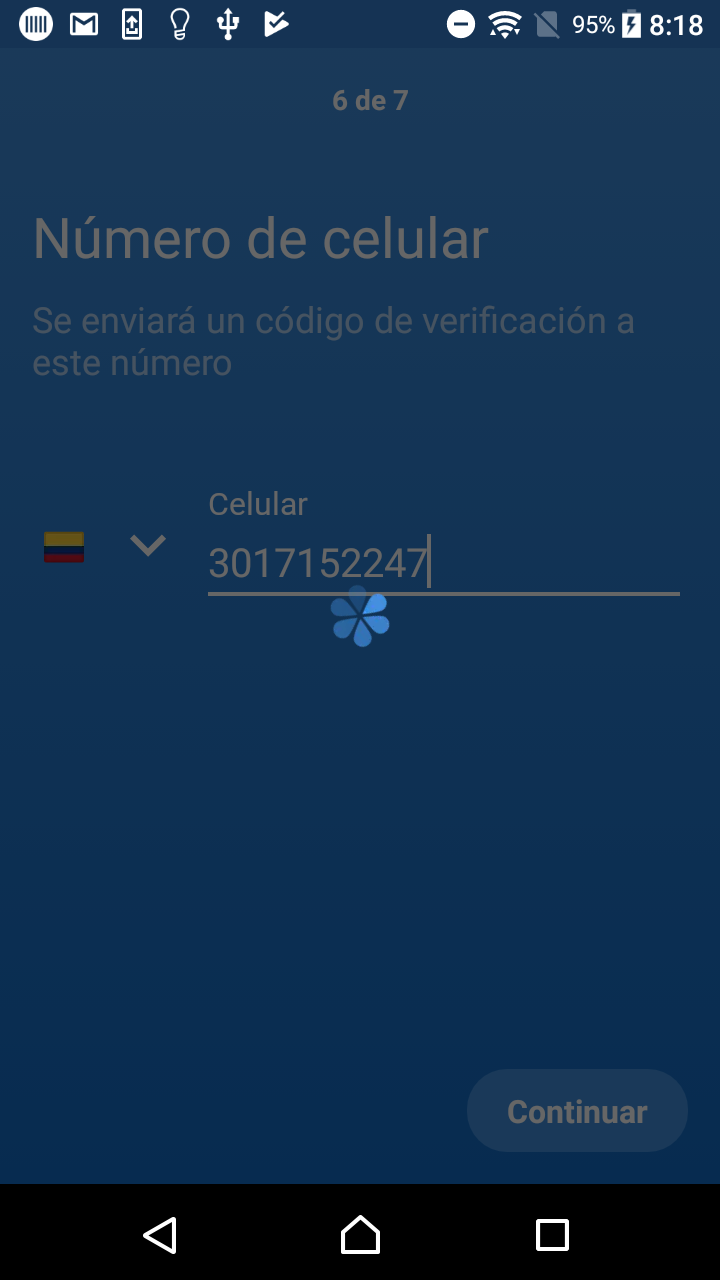 95% 8:18
6 de 7
Número de celular
Se enviará un código de verificación a
este número
Celular
3017152247
Continuar